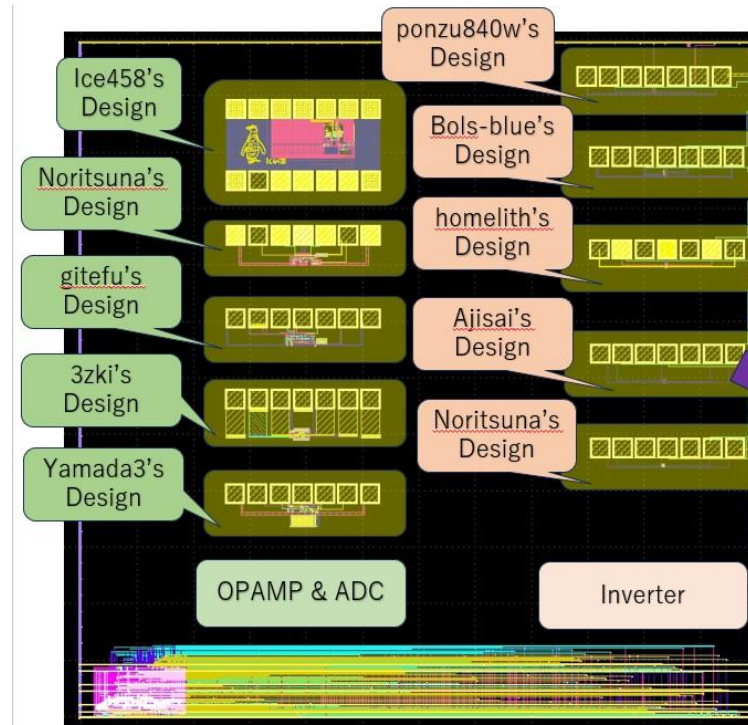 Ice458's
Design
Noritsuna's
Design
gitefu's
Design
3zki's
Design
Yamada3's
Design
OPAMP & ADC
ponzu840w's
Design
Bols-blue's
Design
homelith's
Design
Ajisai's
Design
Noritsuna's
Design
Inverter